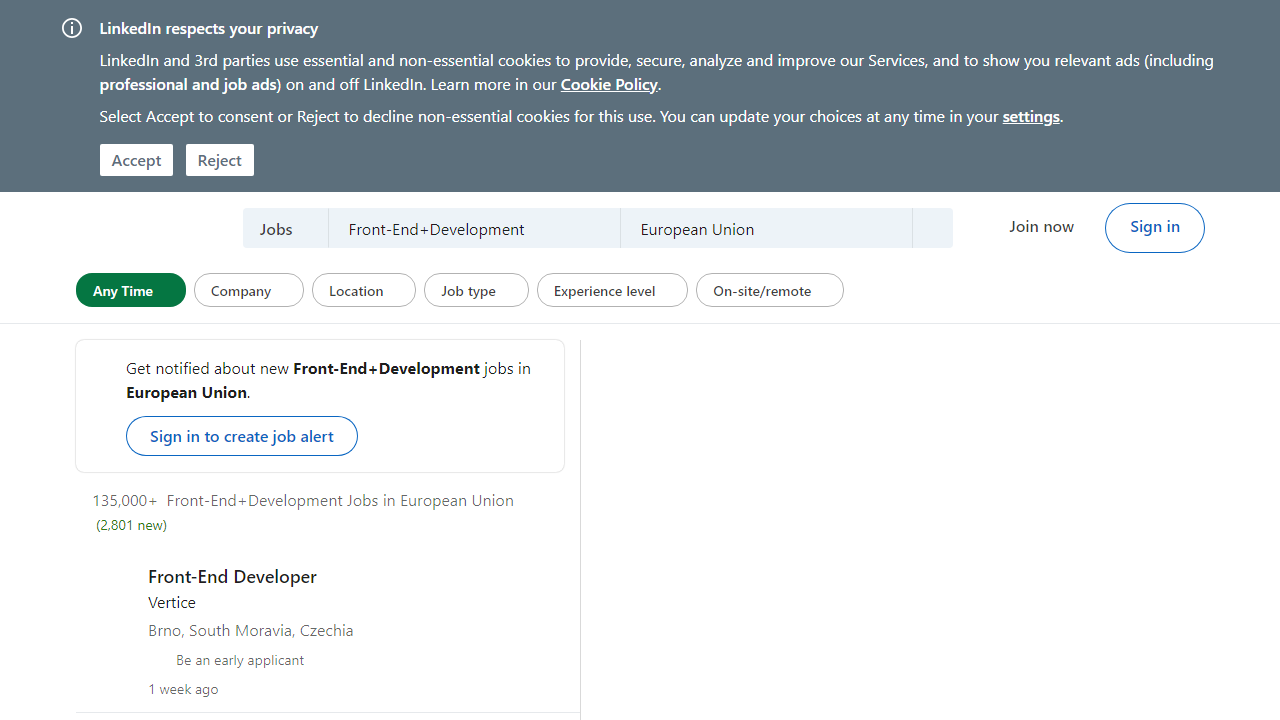 LinkedIn respects your privacy
LinkedIn and 3rd parties use essential and non-essential cookies to provide, secure, analyze and improve our Services, and to show you relevant ads (including
professional and job ads) on and off LinkedIn. Learn more in our Cookie Policy.
Select Accept to consent or Reject to decline non-essential cookies for this use. You can update your choices at any time in your settings.
Accept Reject
Jobs Front-End+Development European Union Join now Sign in
Any Time Company Location Job type Experience level On-site/remote
Get notified about new Front-End+Development jobs in
European Union.
Sign in to create job alert
135,000+ Front-End+Development Jobs in European Union
(2,801 new)
Front-End Developer
Vertice
Brno, South Moravia, Czechia
Be an early applicant
1 week ago